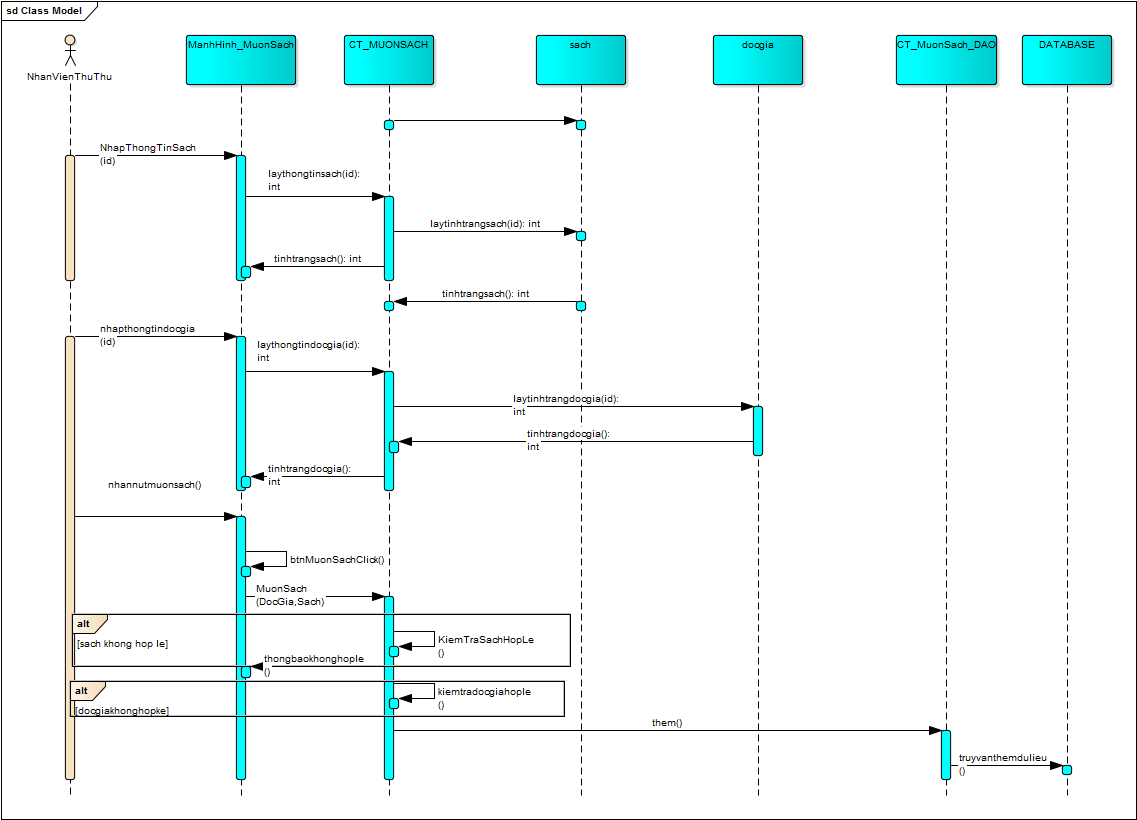 sd Class Model
NhanVienThuThu
ManhHinh_MuonSach
CT_MUONSACH
sach
docgia
CT_MuonSach_DAO
DATABASE
NhapThongTinSach
(id)
laythongtinsach(id):
int
laytinhtrangsach(id): int
tinhtrangsach(): int
tinhtrangsach(): int
nhapthongtindocgia
(id)
laythongtindocgia(id):
int
laytinhtrangdocgia(id):
int
tinhtrangdocgia():
int
tinhtrangdocgia():
int
nhannutmuonsach()
btnMuonSachClick()
MuonSach
(DocGia,Sach)
alt
[sach khong hop le]
KiemTraSachHopLe
()
thongbaokhonghople
()
alt
[docgiakhonghopke]
kiemtradocgiahople
()
them()
truyvanthemdulieu
()